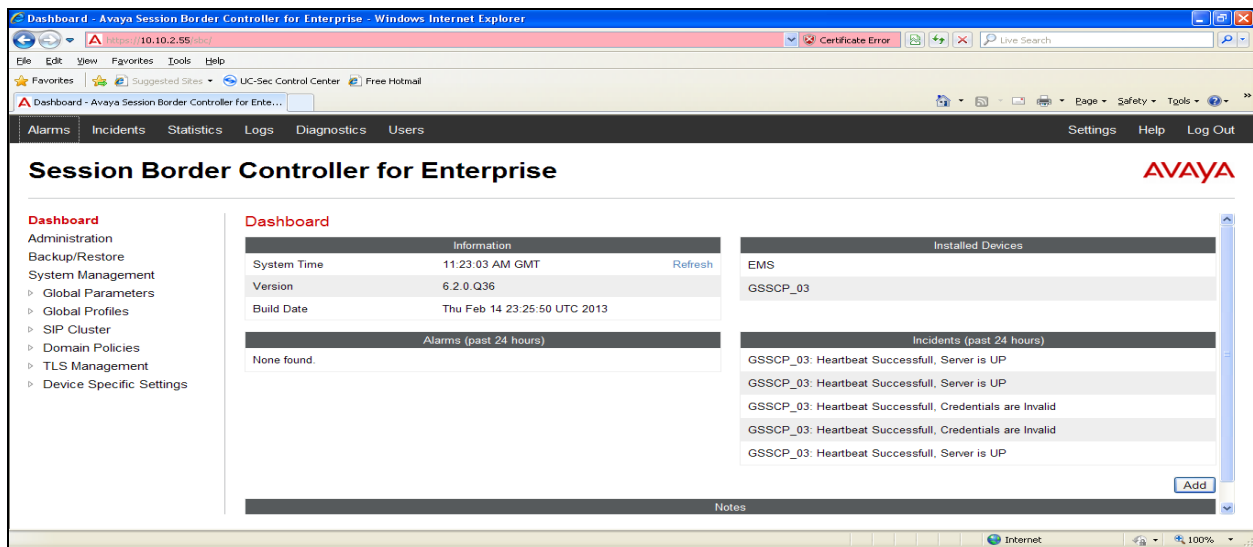 Dashboard - Avaya Session Border Controller for Enterprise - Windows Internet Explorer
https://10.10.2.55/sbc/
Certificate Error
Live Search
File Edit View Favorites Tools Help
Favorites Suggested Sites UC-Sec Control Center Free Hotmail
Dashboard - Avaya Session Border Controller for Ente...
Page Safety Tools
Alarms Incidents Statistics Logs Diagnostics Users Settings Help Log Out
Session Border Controller for Enterprise
AVAYA
Dashboard
Administration
Backup/Restore
System Management
Global Parameters
Global Profiles
SIP Cluster
Domain Policies
TLS Management
Device Specific Settings
Dashboard
Information
System Time 11:23:03 AM GMT Refresh
Version 6.2.0.Q36
Build Date Thu Feb 14 23:25:50 UTC 2013
Installed Devices
EMS
GSSCP_03
Alarms (past 24 hours)
None found.
Incidents (past 24 hours)
GSSCP_03: Heartbeat Successfull, Server is UP
GSSCP_03: Heartbeat Successfull, Server is UP
GSSCP_03: Heartbeat Successfull, Credentials are Invalid
GSSCP_03: Heartbeat Successfull, Credentials are Invalid
GSSCP_03: Heartbeat Successfull, Server is UP
Add
Notes
Internet
100%